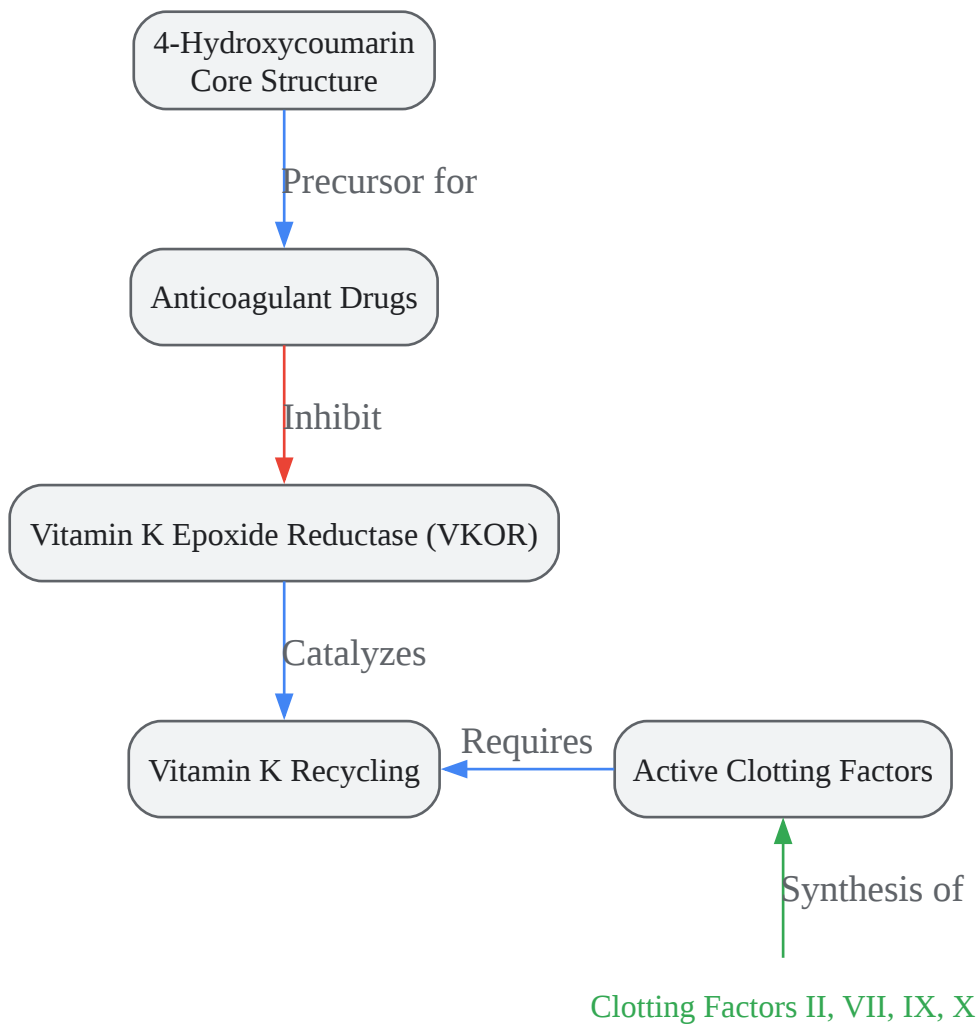 4-Hydroxycoumarin
Core Structure
Precursor for
Anticoagulant Drugs
Inhibit
Vitamin K Epoxide Reductase (VKOR)
Catalyzes
Requires
Vitamin K Recycling
Active Clotting Factors
Synthesis of
Clotting Factors II, VII, IX, X